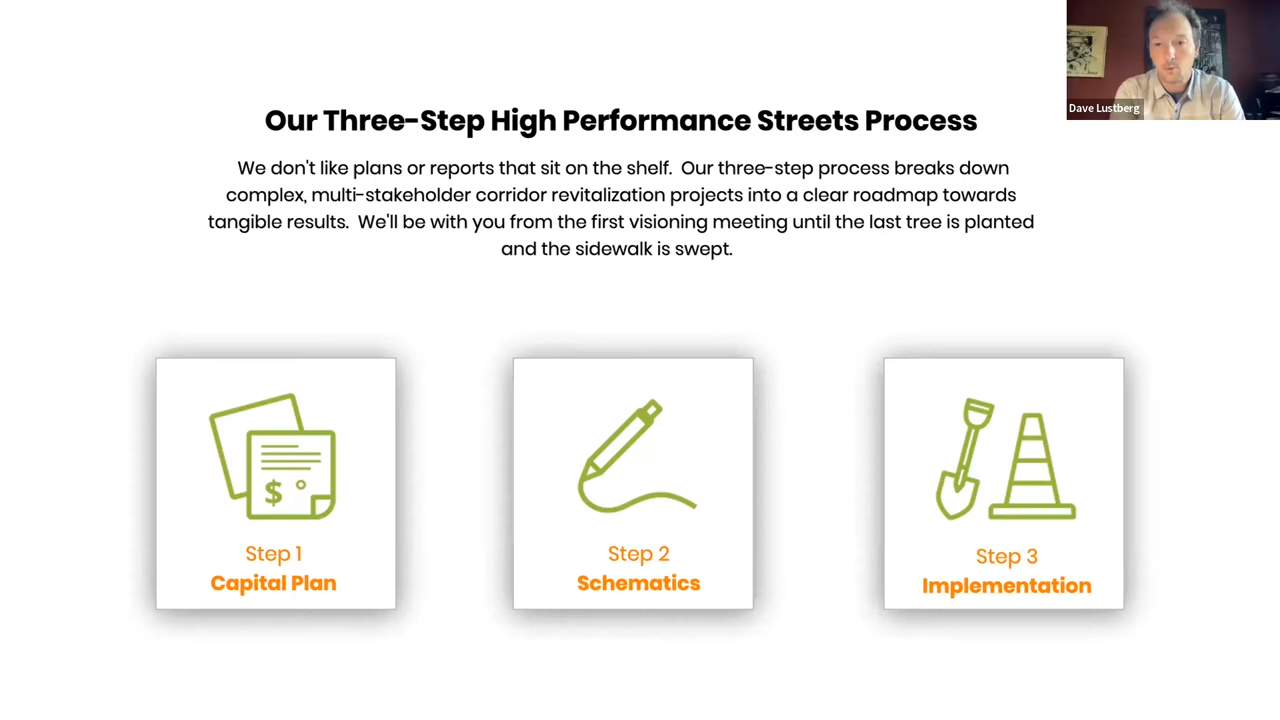 Dave Lustberg
Our Three-Step High Performance Streets Process
We don't like plans or reports that sit on the shelf. Our three-step process breaks down
complex, multi-stakeholder corridor revitalization projects into a clear roadmap towards
tangible results. We'll be with you from the first visioning meeting until the last tree is planted
and the sidewalk is swept.
$
Step 1
Capital Plan
Step 2
Schematics
Step 3
Implementation